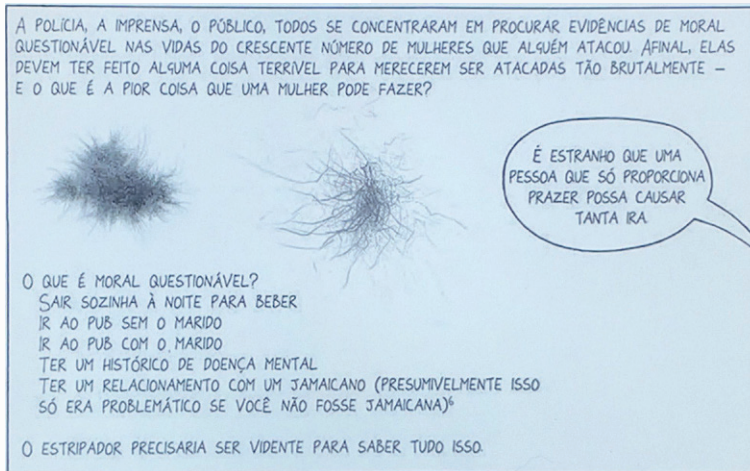 A POLÍCIA, A IMPRENSA, O PÚBLICO, TODOS SE CONCENTRARAM EM PROCURAR EVIDÊNCIAS DE MORAL
QUESTIONÁVEL NAS VIDAS DO CRESCENTE NÚMERO DE MULHERES QUE ALGUÉM ATACOU. AFINAL, ELAS
DEVEM TER FEITO ALGUMA COISA TERRÍVEL PARA MERECEREM SER ATACADAS TÃO BRUTALMENTE –
E O QUE É A PIOR COISA QUE UMA MULHER PODE FAZER?
É ESTRANHO QUE UMA
PESSOA QUE SÓ PROPORCIONA
PRAZER POSSA CAUSAR
TANTA IRA.
O QUE É MORAL QUESTIONÁVEL?
SAIR SOZINHA À NOITE PARA BEBER
IR AO PUB SEM O MARIDO
IR AO PUB COM O MARIDO
TER UM HISTÓRICO DE DOENÇA MENTAL
TER UM RELACIONAMENTO COM UM JAMAICANO (PRESUMIVELMENTE ISSO
SÓ ERA PROBLEMÁTICO SE VOCÊ NÃO FOSSE JAMAICANA)⁶
O ESTRIPADOR PRECISARIA SER VIDENTE PARA SABER TUDO ISSO.